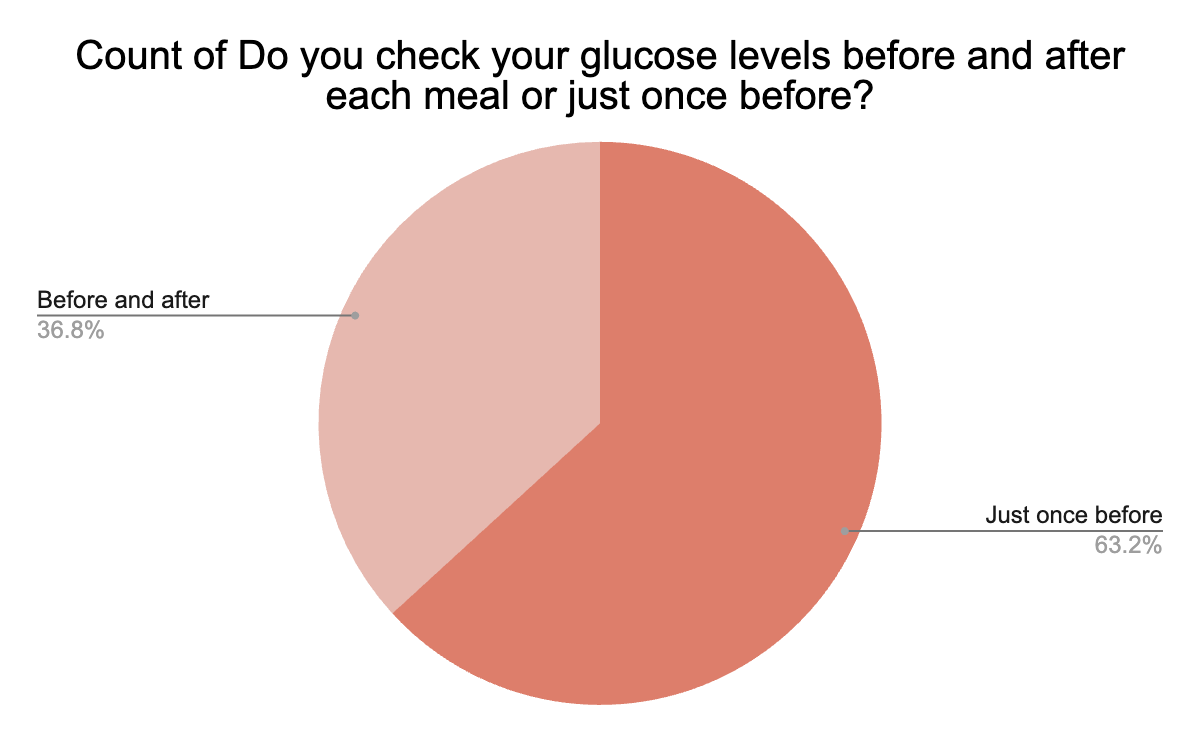 Count of Do you check your glucose levels before and after
each meal or just once before?
Before and after
36.8%
Just once before
63.2%